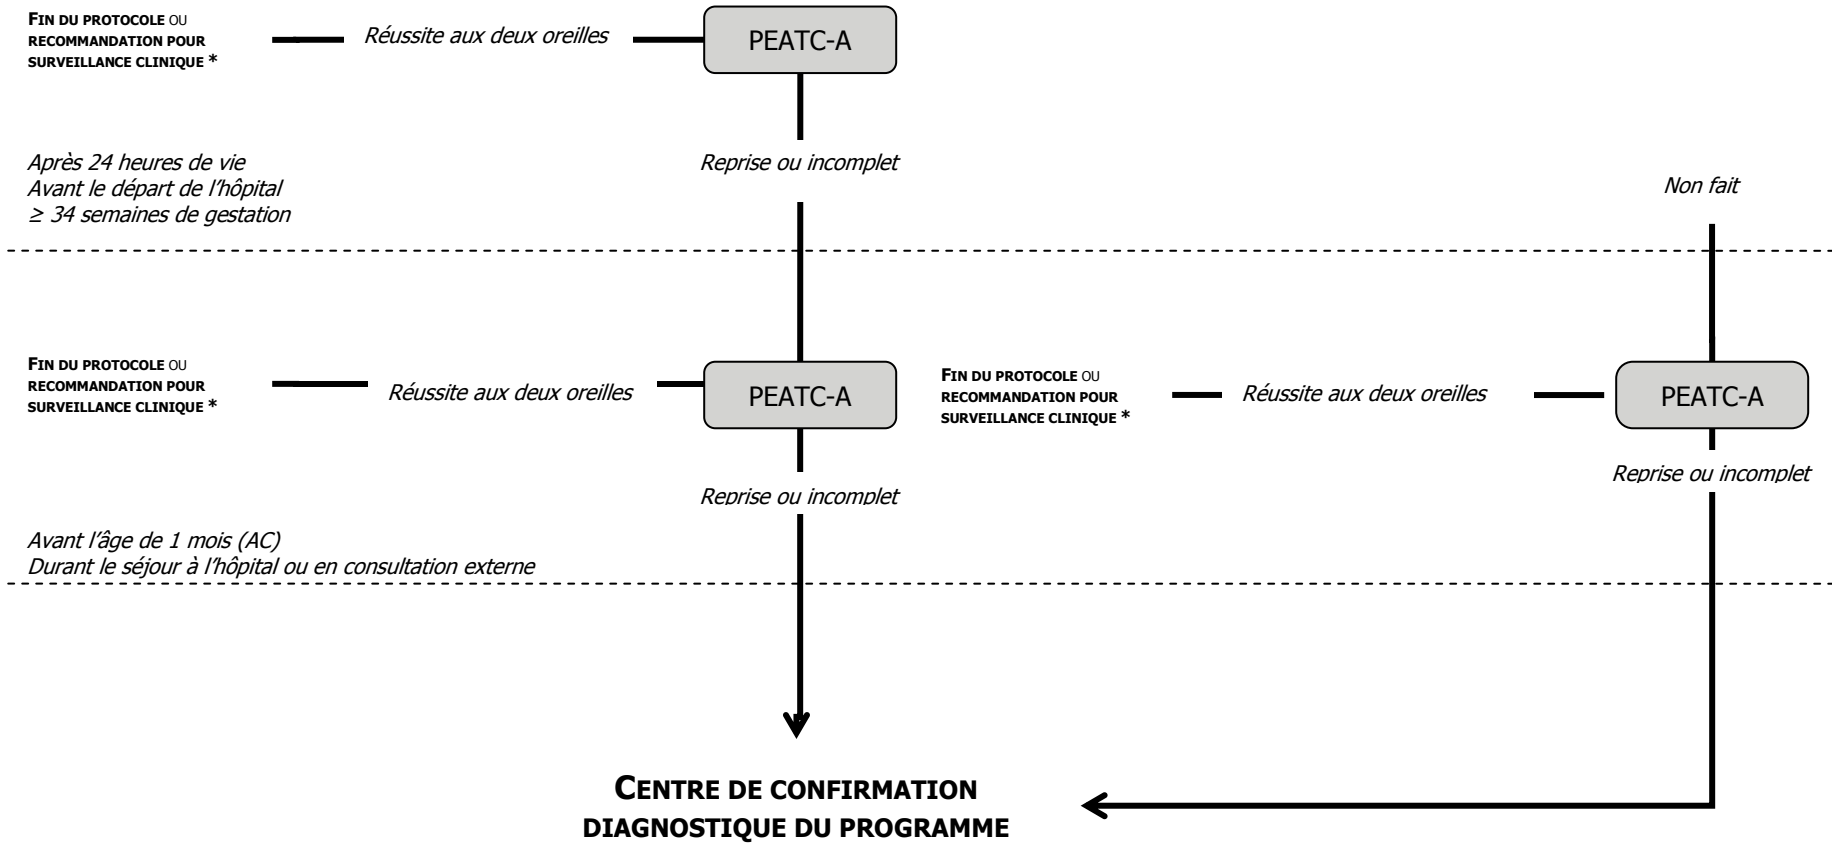 FIN DU PROTOCOLE OU
RECOMMANDATION POUR
SURVEILLANCE CLINIQUE *
Réussite aux deux oreilles
PEATC-A
Après 24 heures de vie
Avant le départ de l'hôpital
≥ 34 semaines de gestation
Reprise ou incomplet
Non fait
FIN DU PROTOCOLE OU
RECOMMANDATION POUR
SURVEILLANCE CLINIQUE *
Réussite aux deux oreilles
PEATC-A
FIN DU PROTOCOLE OU
RECOMMANDATION POUR
SURVEILLANCE CLINIQUE *
Réussite aux deux oreilles
PEATC-A
Reprise ou incomplet
Reprise ou incomplet
Avant l'âge de 1 mois (AC)
Durant le séjour à l'hôpital ou en consultation externe
CENTRE DE CONFIRMATION
DIAGNOSTIQUE DU PROGRAMME